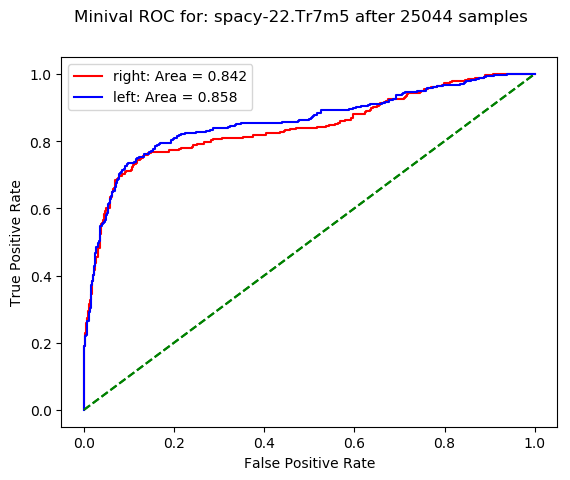 Minival ROC for: spacy-22.Tr7m5 after 25044 samples
right: Area = 0.842
left: Area = 0.858
True Positive Rate
1.0
0.8
0.6
0.4
0.2
0.0
0.0 0.2 0.4 0.6 0.8 1.0
False Positive Rate